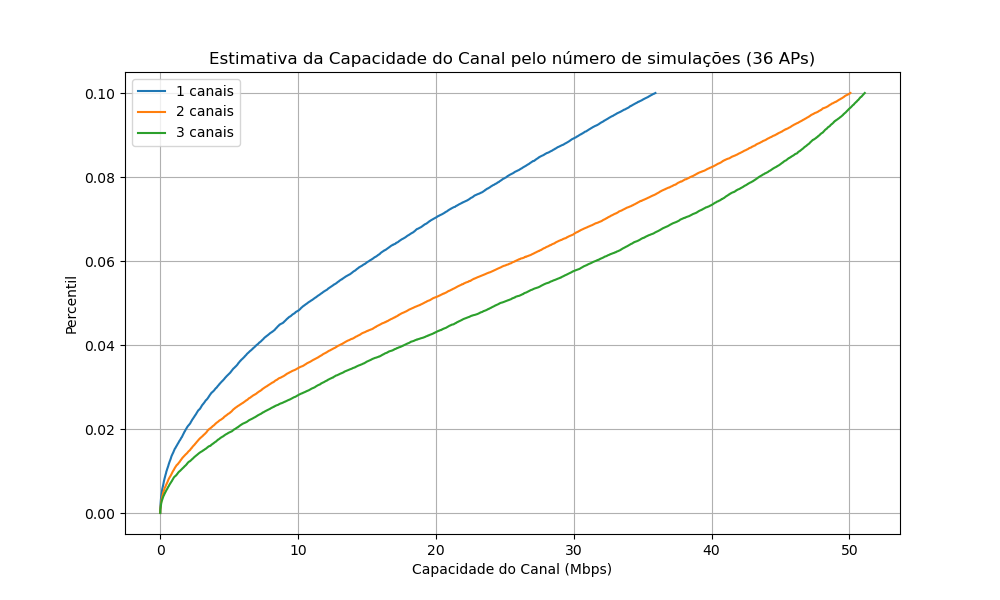 Estimativa da Capacidade do Canal pelo número de simulações (36 APs)
1 canais
2 canais
3 canais
0.10
0.08
0.06
0.04
0.02
0.00
Percentil
0 10 20 30 40 50
Capacidade do Canal (Mbps)